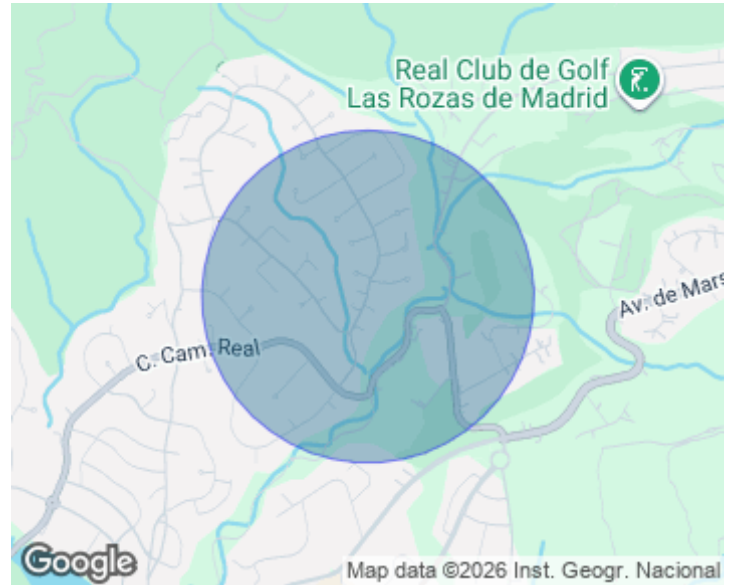 Real Club de Golf
Las Rozas de Madrid
Av. de Mars
C. Cam. Real
Google
Map data ©2026 Inst. Geogr. Nacional